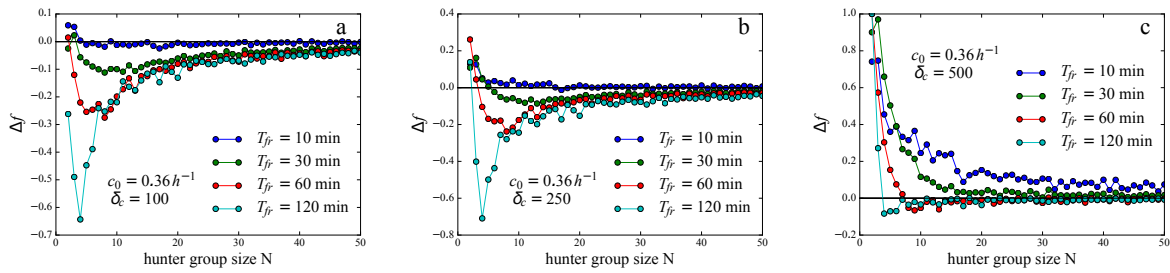 a
0.1
0.0
−0.1
−0.2
−0.3
−0.4
−0.5
−0.6
−0.7
Δf
T_fr = 10 min
T_fr = 30 min
T_fr = 60 min
T_fr = 120 min
c_0 = 0.36 h^{−1}
δ_c = 100
0 10 20 30 40 50
hunter group size N
b
0.6
0.4
0.2
0.0
−0.2
−0.4
−0.6
−0.8
Δf
T_fr = 10 min
T_fr = 30 min
T_fr = 60 min
T_fr = 120 min
c_0 = 0.36 h^{−1}
δ_c = 250
0 10 20 30 40 50
hunter group size N
c
1.0
0.8
0.6
0.4
0.2
0.0
0.2
Δf
c_0 = 0.36 h^{−1}
δ_c = 500
T_fr = 10 min
T_fr = 30 min
T_fr = 60 min
T_fr = 120 min
0 10 20 30 40 50
hunter group size N